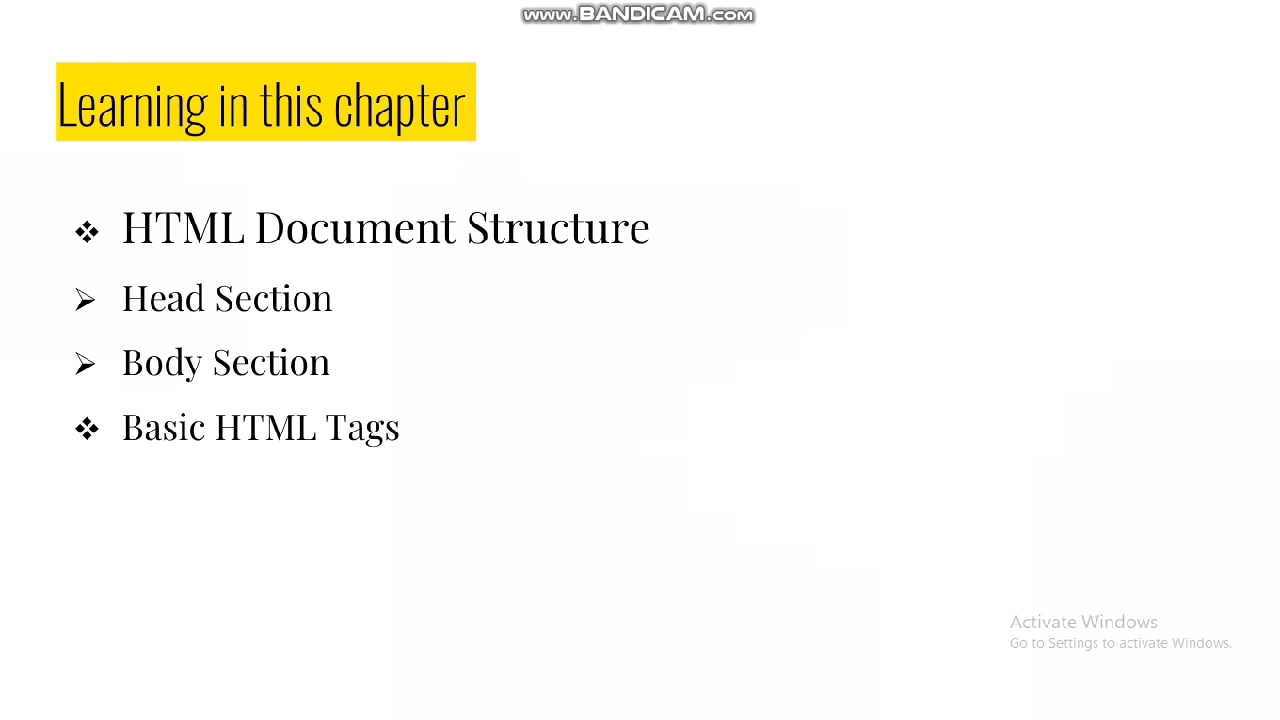 www.BANDICAM.com
Learning in this chapter
❖ HTML Document Structure
➢ Head Section
➢ Body Section
❖ Basic HTML Tags
Activate Windows
Go to Settings to activate Windows.